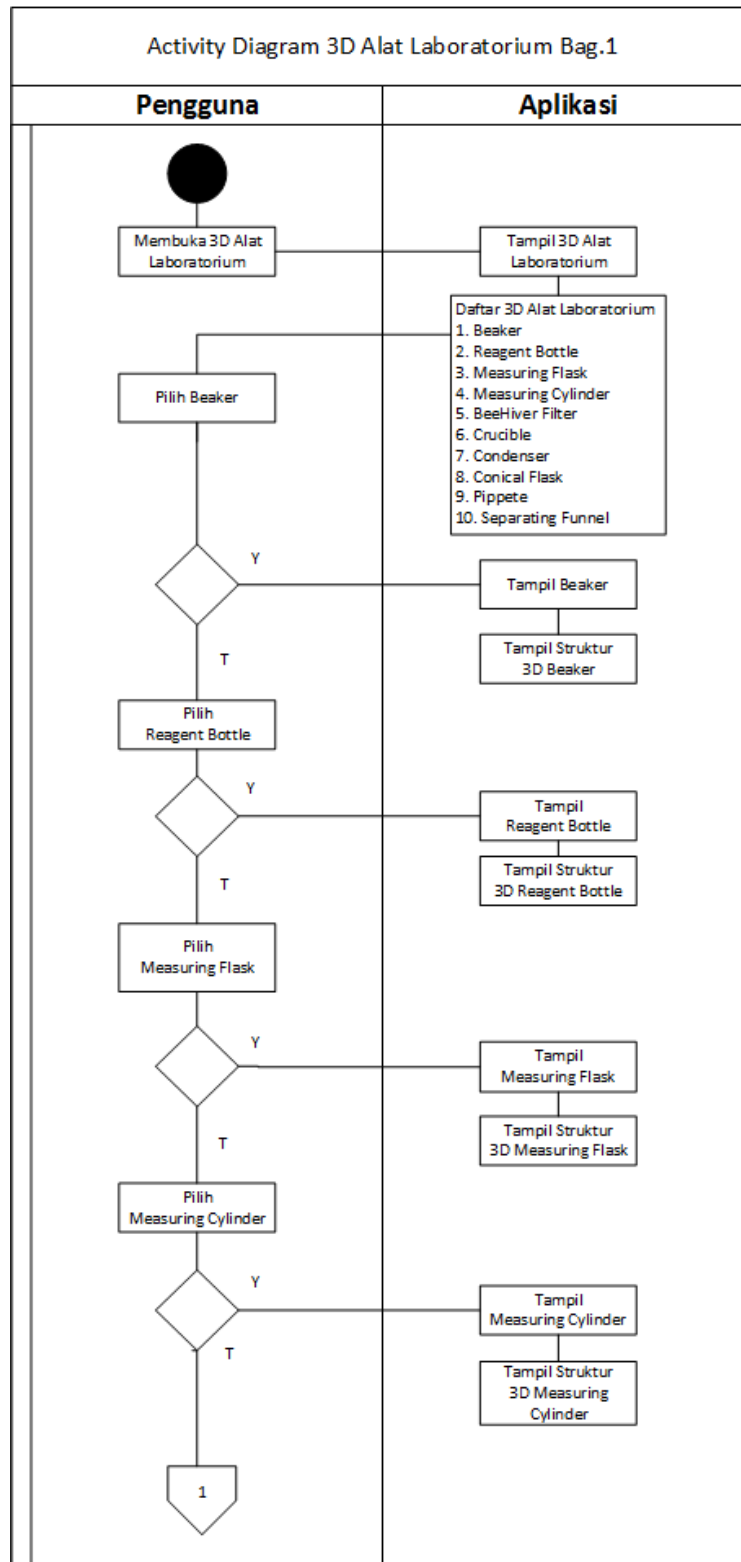 Activity Diagram 3D Alat Laboratorium Bag.1
Pengguna
Aplikasi
Membuka 3D Alat
Laboratorium
Tampil 3D Alat
Laboratorium
Daftar 3D Alat Laboratorium
1. Beaker
2. Reagent Bottle
3. Measuring Flask
4. Measuring Cylinder
5. BeeHiver Filter
6. Crucible
7. Condenser
8. Conical Flask
9. Pippete
10. Separating Funnel
Pilih Beaker
Y
Tampil Beaker
Tampil Struktur
3D Beaker
T
Pilih
Reagent Bottle
Y
Tampil
Reagent Bottle
Tampil Struktur
3D Reagent Bottle
T
Pilih
Measuring Flask
Y
Tampil
Measuring Flask
Tampil Struktur
3D Measuring Flask
T
Pilih
Measuring Cylinder
Y
Tampil
Measuring Cylinder
T
Tampil Struktur
3D Measuring
Cylinder
1